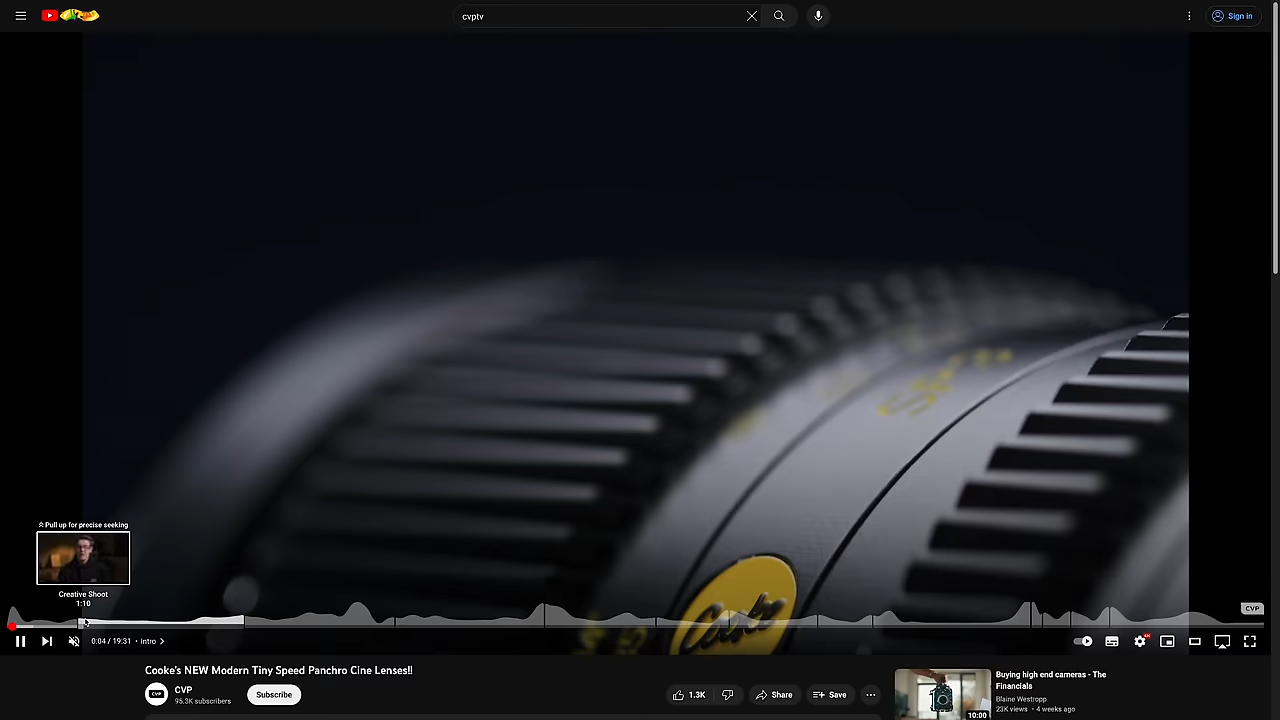 cvptv
Sign in
Cooke
Pull up for precise seeking
Creative Shoot
1:10
CVP
0:04 / 19:31 • Intro
Cooke's NEW Modern Tiny Speed Panchro Cine Lenses!!
CVP
CVP
95.3K subscribers
Subscribe
1.3K
Share
Save
Buying high end cameras - The
Financials
Blaine Westropp
23K views • 4 weeks ago
10:00